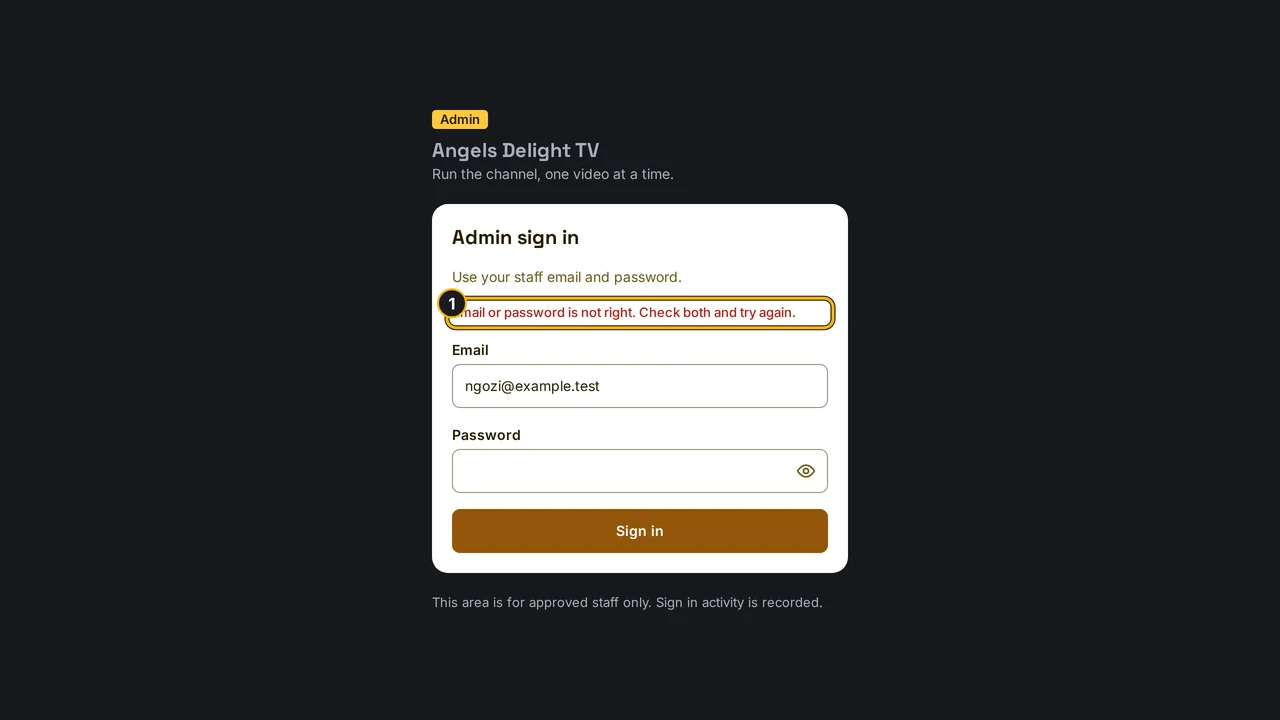 Admin
Angels Delight TV
Run the channel, one video at a time.
Admin sign in
Use your staff email and password.
1
mail or password is not right. Check both and try again.
Email
ngozi@example.test
Password
Sign in
This area is for approved staff only. Sign in activity is recorded.